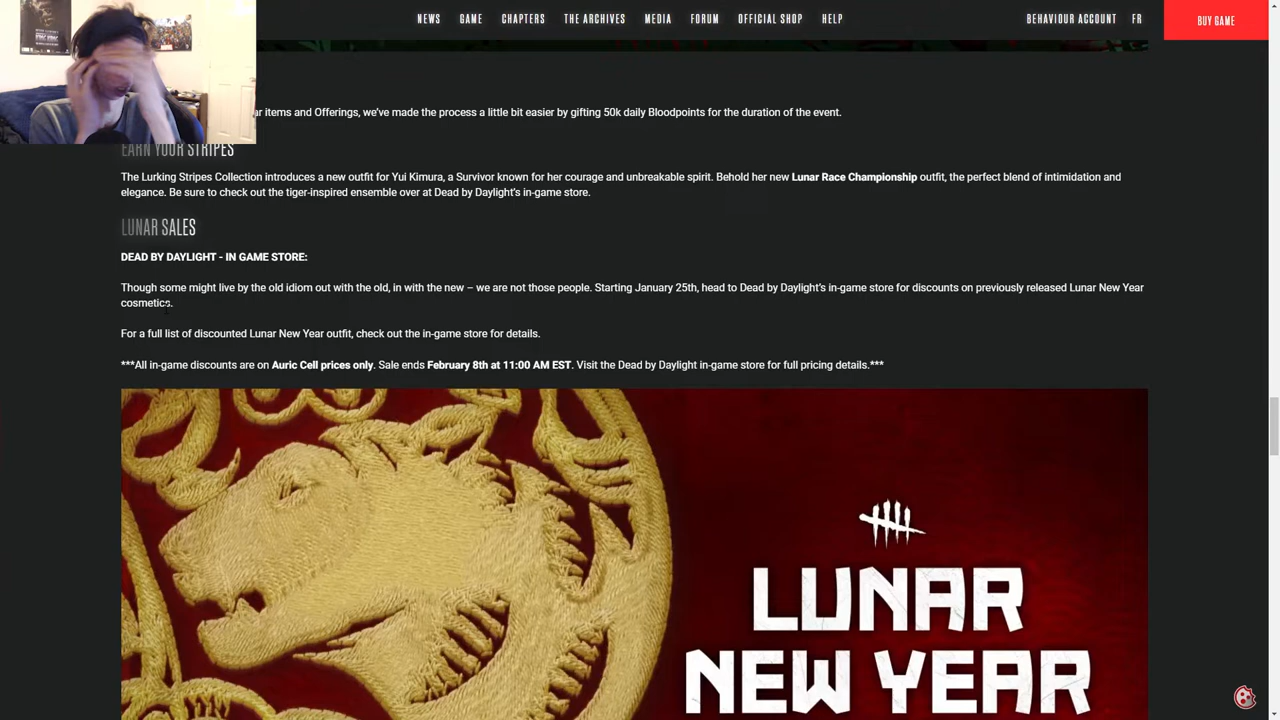 NEWS GAME CHAPTERS THE ARCHIVES MEDIA FORUM OFFICIAL SHOP HELP BEHAVIOUR ACCOUNT FR BUY GAME
items and Offerings, we've made the process a little bit easier by gifting 50k daily Bloodpoints for the duration of the event.
EARN YOUR STRIPES
The Lurking Stripes Collection introduces a new outfit for Yui Kimura, a Survivor known for her courage and unbreakable spirit. Behold her new Lunar Race Championship outfit, the perfect blend of intimidation and
elegance. Be sure to check out the tiger-inspired ensemble over at Dead by Daylight's in-game store.
LUNAR SALES
DEAD BY DAYLIGHT - IN GAME STORE:
Though some might live by the old idiom out with the old, in with the new – we are not those people. Starting January 25th, head to Dead by Daylight's in-game store for discounts on previously released Lunar New Year
cosmetics.
For a full list of discounted Lunar New Year outfit, check out the in-game store for details.
***All in-game discounts are on Auric Cell prices only. Sale ends February 8th at 11:00 AM EST. Visit the Dead by Daylight in-game store for full pricing details.***
LUNAR
NEW YEAR